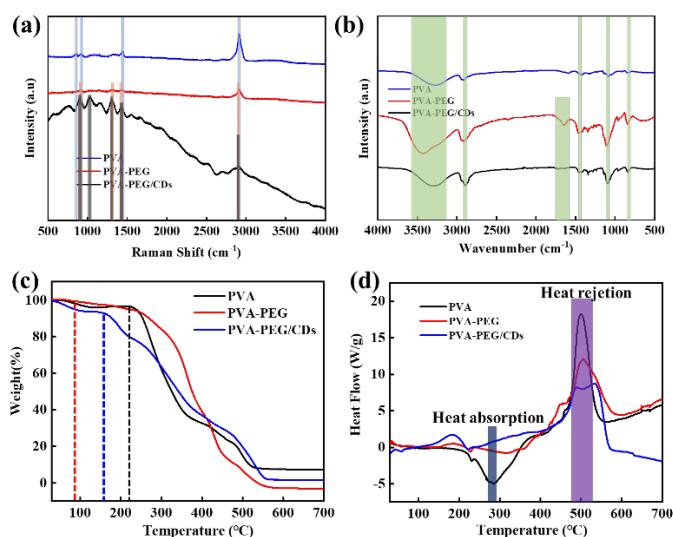 (a)
Intensity (a.u)
PVA
PVA-PEG
PVA-PEG/CDs
500 1000 1500 2000 2500 3000 3500 4000
Raman Shift (cm-1)
(b)
Intensity (a.u)
PVA
PVA-PEG
PVA-PEG/CDs
4000 3500 3000 2500 2000 1500 1000 500
Wavenumber (cm-1)
(c)
PVA
PVA-PEG
PVA-PEG/CDs
Weight(%)
100
80
60
40
20
0
100 200 300 400 500 600 700
Temperature (°C)
(d)
Heat rejetion
PVA
PVA-PEG
PVA-PEG/CDs
Heat absorption
Heat Flow (W/g)
20
15
10
5
0
-5
100 200 300 400 500 600 700
Temperature (°C)